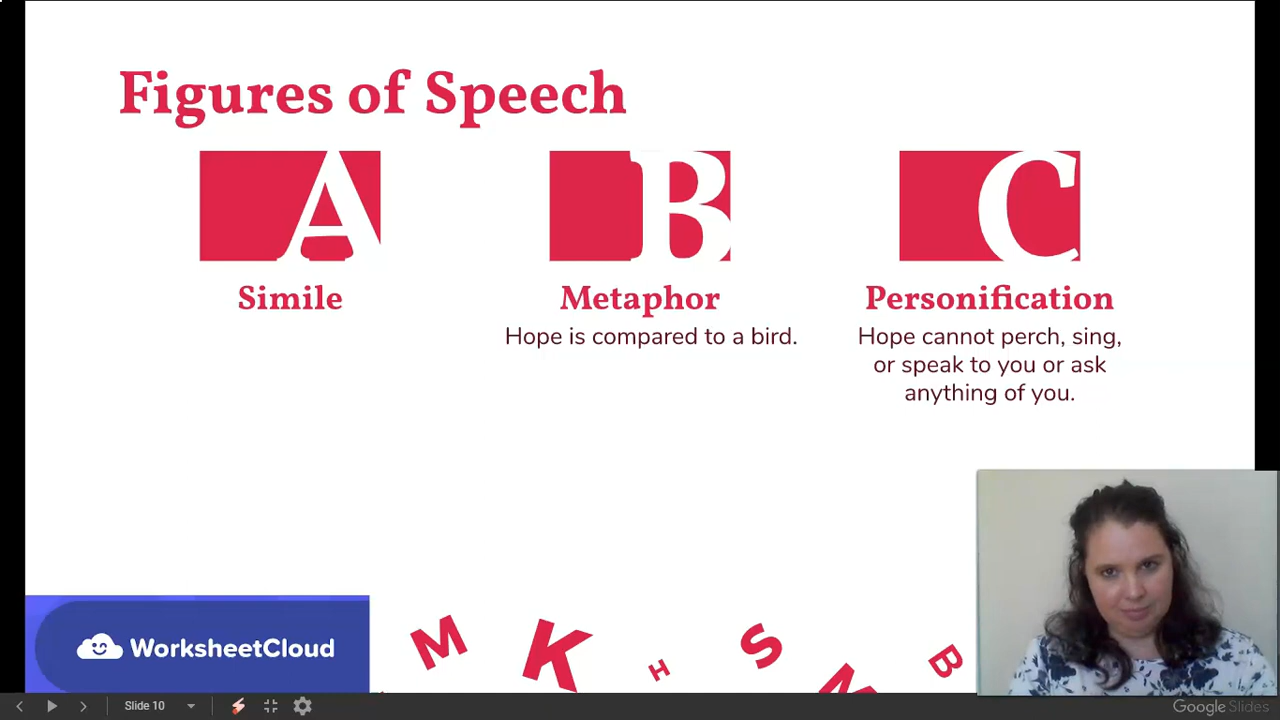 Figures of Speech
A
B
C
Simile
Metaphor
Personification
Hope is compared to a bird.
Hope cannot perch, sing,
or speak to you or ask
anything of you.
WorksheetCloud
M
K
H
S
M
B
Slide 10
Google Slides